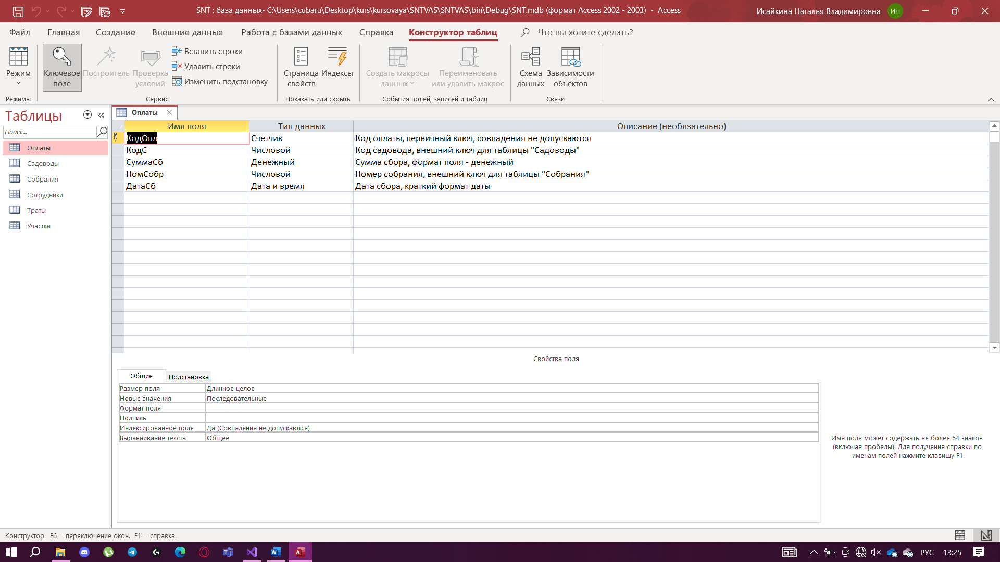 SNT : база данных- C:\Users\cubaru\Desktop\kurs\kursovaya\SNTVAS\SNTVAS\bin\Debug\SNT.mdb (формат Access 2002 - 2003) - Access
Исайкина Наталья Владимировна
ИН
Файл
Главная
Создание
Внешние данные
Работа с базами данных
Справка
Конструктор таблиц
Что вы хотите сделать?
Режим
Ключевое поле
Построитель
Проверка условий
Вставить строки
Удалить строки
Изменить подстановку
Страница свойств
Индексы
Создать макросы данных
Переименовать или удалить макрос
Схема данных
Зависимости объектов
Режимы
Сервис
Показать или скрыть
События полей, записей и таблиц
Связи
Таблицы
Поиск...
Оплаты
Садоводы
Собрания
Сотрудники
Траты
Участки
Оплаты
Имя поля Тип данных Описание (необязательно)
КодОпл Счетчик Код оплаты, первичный ключ, совпадения не допускаются
КодС Числовой Код садовода, внешний ключ для таблицы "Садоводы"
СуммаСб Денежный Сумма сбора, формат поля - денежный
НомСобр Числовой Номер собрания, внешний ключ для таблицы "Собрания"
ДатаСб Дата и время Дата сбора, краткий формат даты
Свойства поля
Общие
Подстановка
Размер поля Длинное целое
Новые значения Последовательные
Формат поля
Подпись
Индексированное поле Да (Совпадения не допускаются)
Выравнивание текста Общее
Имя поля может содержать не более 64 знаков
(включая пробелы). Для получения справки по
именам полей нажмите клавишу F1.
Конструктор. F6 = переключение окон. F1 = справка.
РУС
13:25